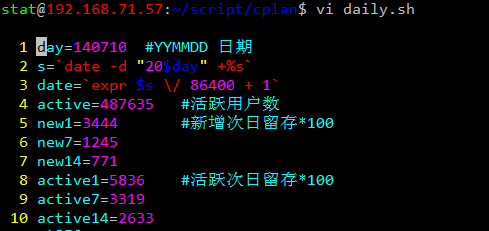 stat@192.168.71.57:~/script/cplan$ vi daily.sh
1 day=140710  #YYMMDD 日期
2 s=`date -d "20$day" +%s`
3 date=`expr $s \/ 86400 + 1`
4 active=487635   #活跃用户数
5 new1=3444       #新增次日留存*100
6 new7=1245
7 new14=771
8 active1=5836    #活跃次日留存*100
9 active7=3319
10 active14=2633